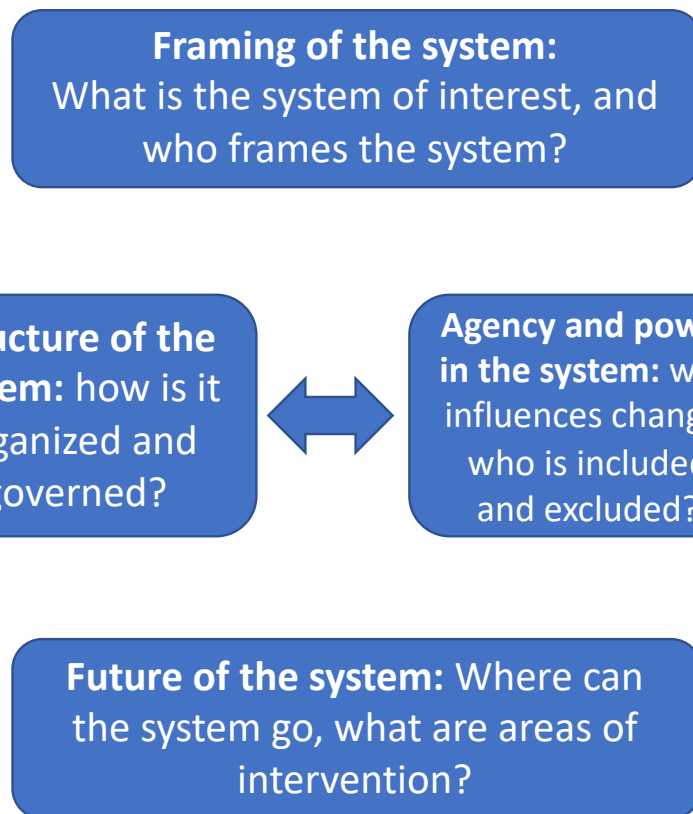 Framing of the system:
What is the system of interest, and
who frames the system?
ucture of the
em: how is it
ganized and
governed?
Agency and pow
in the system: w
influences chang
who is included
and excluded?
Future of the system: Where can
the system go, what are areas of
intervention?